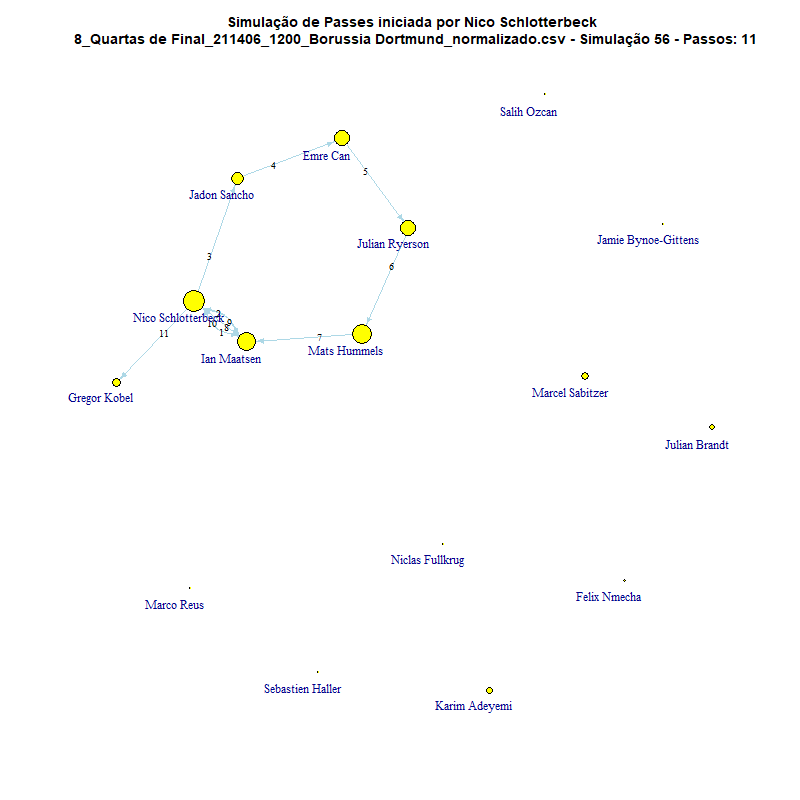 Simulação de Passes iniciada por Nico Schlotterbeck
8_Quartas de Final_211406_1200_Borussia Dortmund_normalizado.csv - Simulação 56 - Passos: 11
Salih Ozcan
Emre Can
4
5
Jadon Sancho
Jamie Bynoe-Gittens
Julian Ryerson
3
6
Nico Schlotterbeck
2
9
10
8
1
11
7
Mats Hummels
Ian Maatsen
Gregor Kobel
Marcel Sabitzer
Julian Brandt
Niclas Fullkrug
Felix Nmecha
Marco Reus
Sebastien Haller
Karim Adeyemi